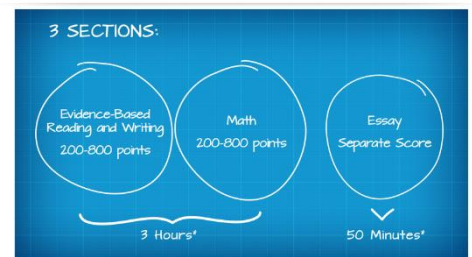 3 SECTIONS:
Evidence-Based
Reading and Writing
200-800 points
Math
200-800 points
Essay
Separate Score
3 Hours*
50 Minutes*